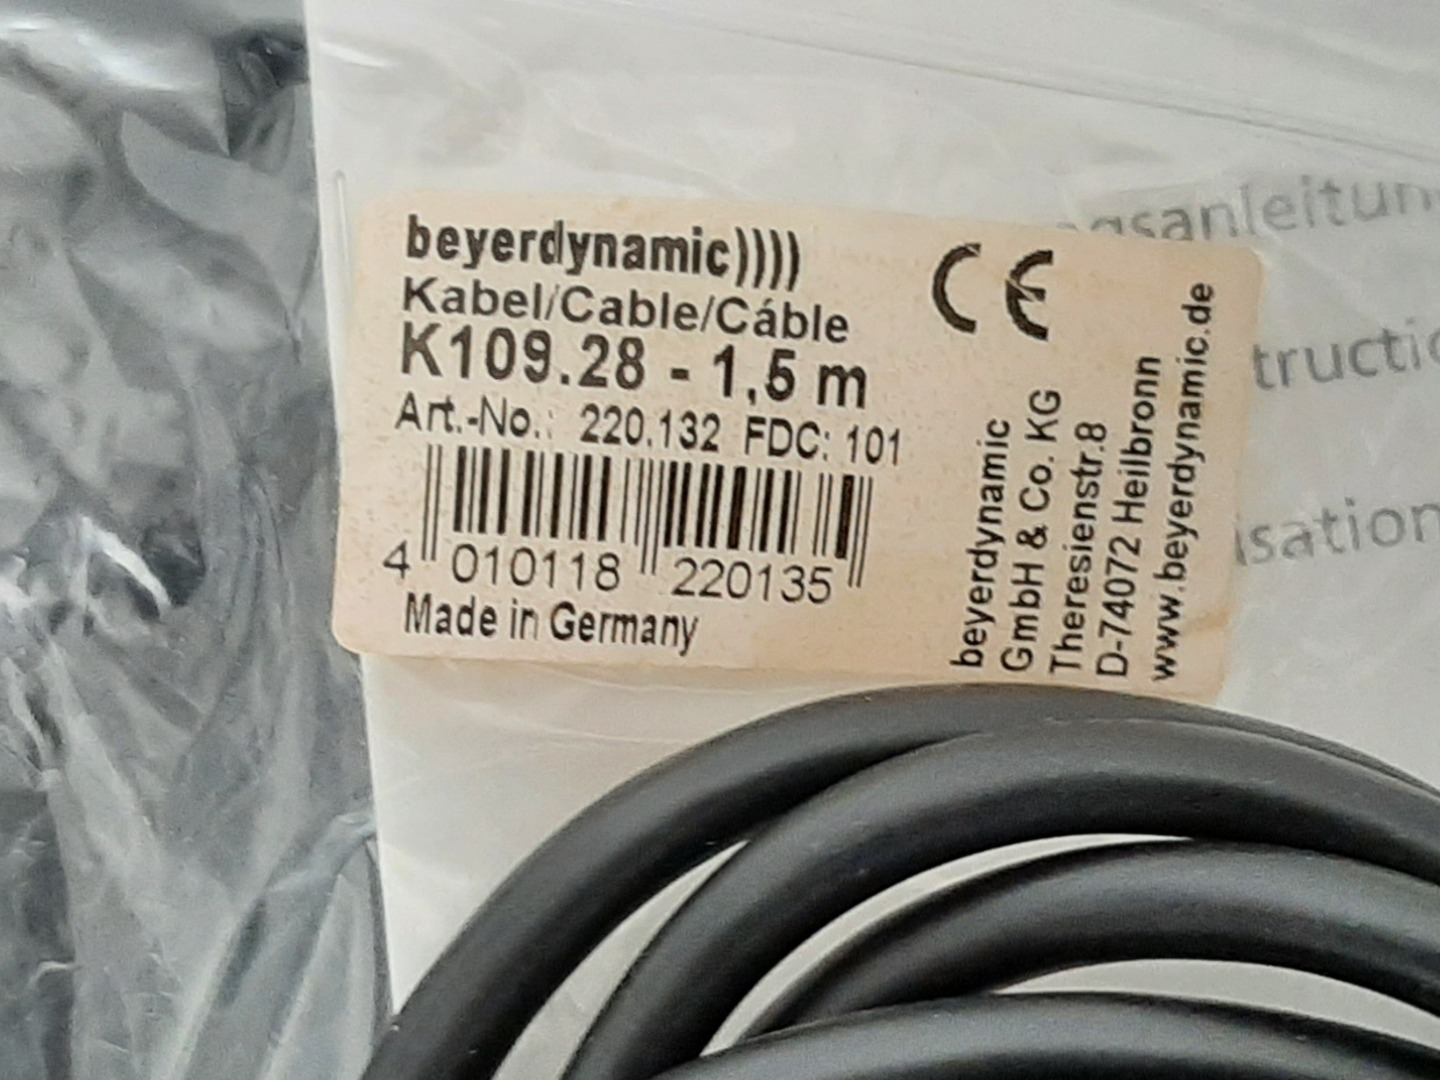 beyerdynamic))))
Kabel/Cable/Cáble
K109.28 - 1,5 m
Art.-No.: 220.132 FDC: 101
4 010118 220135
Made in Germany
CE
beyerdynamic
GmbH & Co. KG
Theresienstr.8
D-74072 Heilbronn
www.beyerdynamic.de